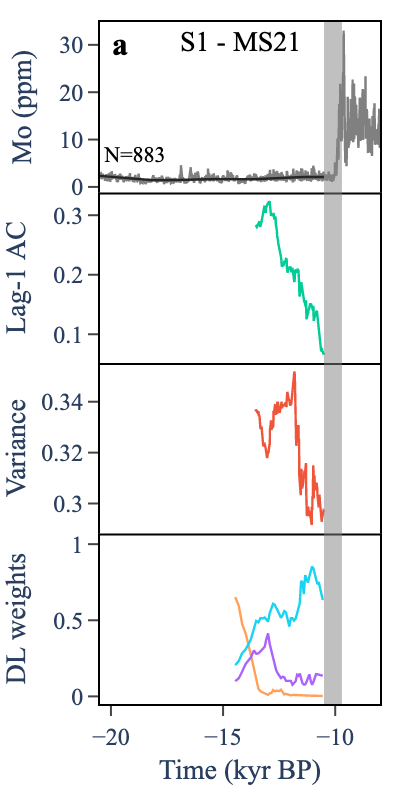 a
S1 - MS21
Mo (ppm)
30
20
10
0
N=883
Lag-1 AC
0.3
0.2
0.1
Variance
0.34
0.32
0.3
DL weights
1
0.5
0
−20
−15
−10
Time (kyr BP)